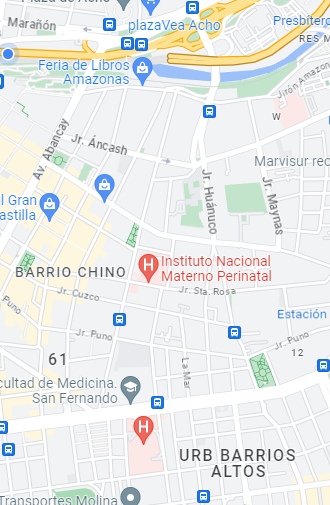 Plaza de Acho
Marañón
plazaVea Acho
Presbítero
RES M
Feria de Libros
Amazonas
Jirón Amazon
W
Av. Abancay
Jr. Áncash
Marvisur rec
Jr. Huánuco
Jr. Maynas
l Gran
astilla
Instituto Nacional
Materno Perinatal
BARRIO CHINO
Jr. Cuzco
Jr. Sta. Rosa
Puno
Estación
Jr. Puno
Jr. Puno
12
61
La Mar
cultad de Medicina.
San Fernando
Puno
URB BARRIOS
ALTOS
Transportes Molina